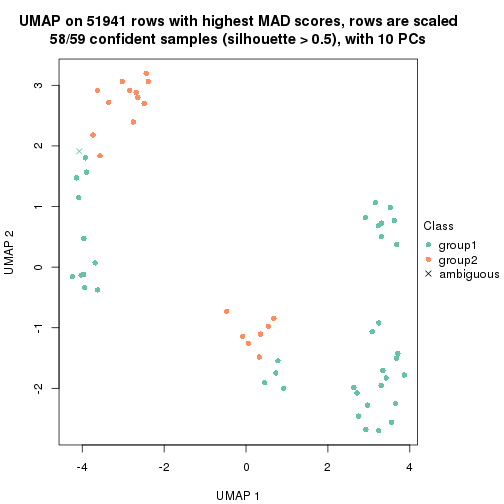 UMAP on 51941 rows with highest MAD scores, rows are scaled
58/59 confident samples (silhouette > 0.5), with 10 PCs
3
2
1
0
-1
-2
UMAP 2
-4
-2
0
2
4
UMAP 1
Class
group1
group2
ambiguous